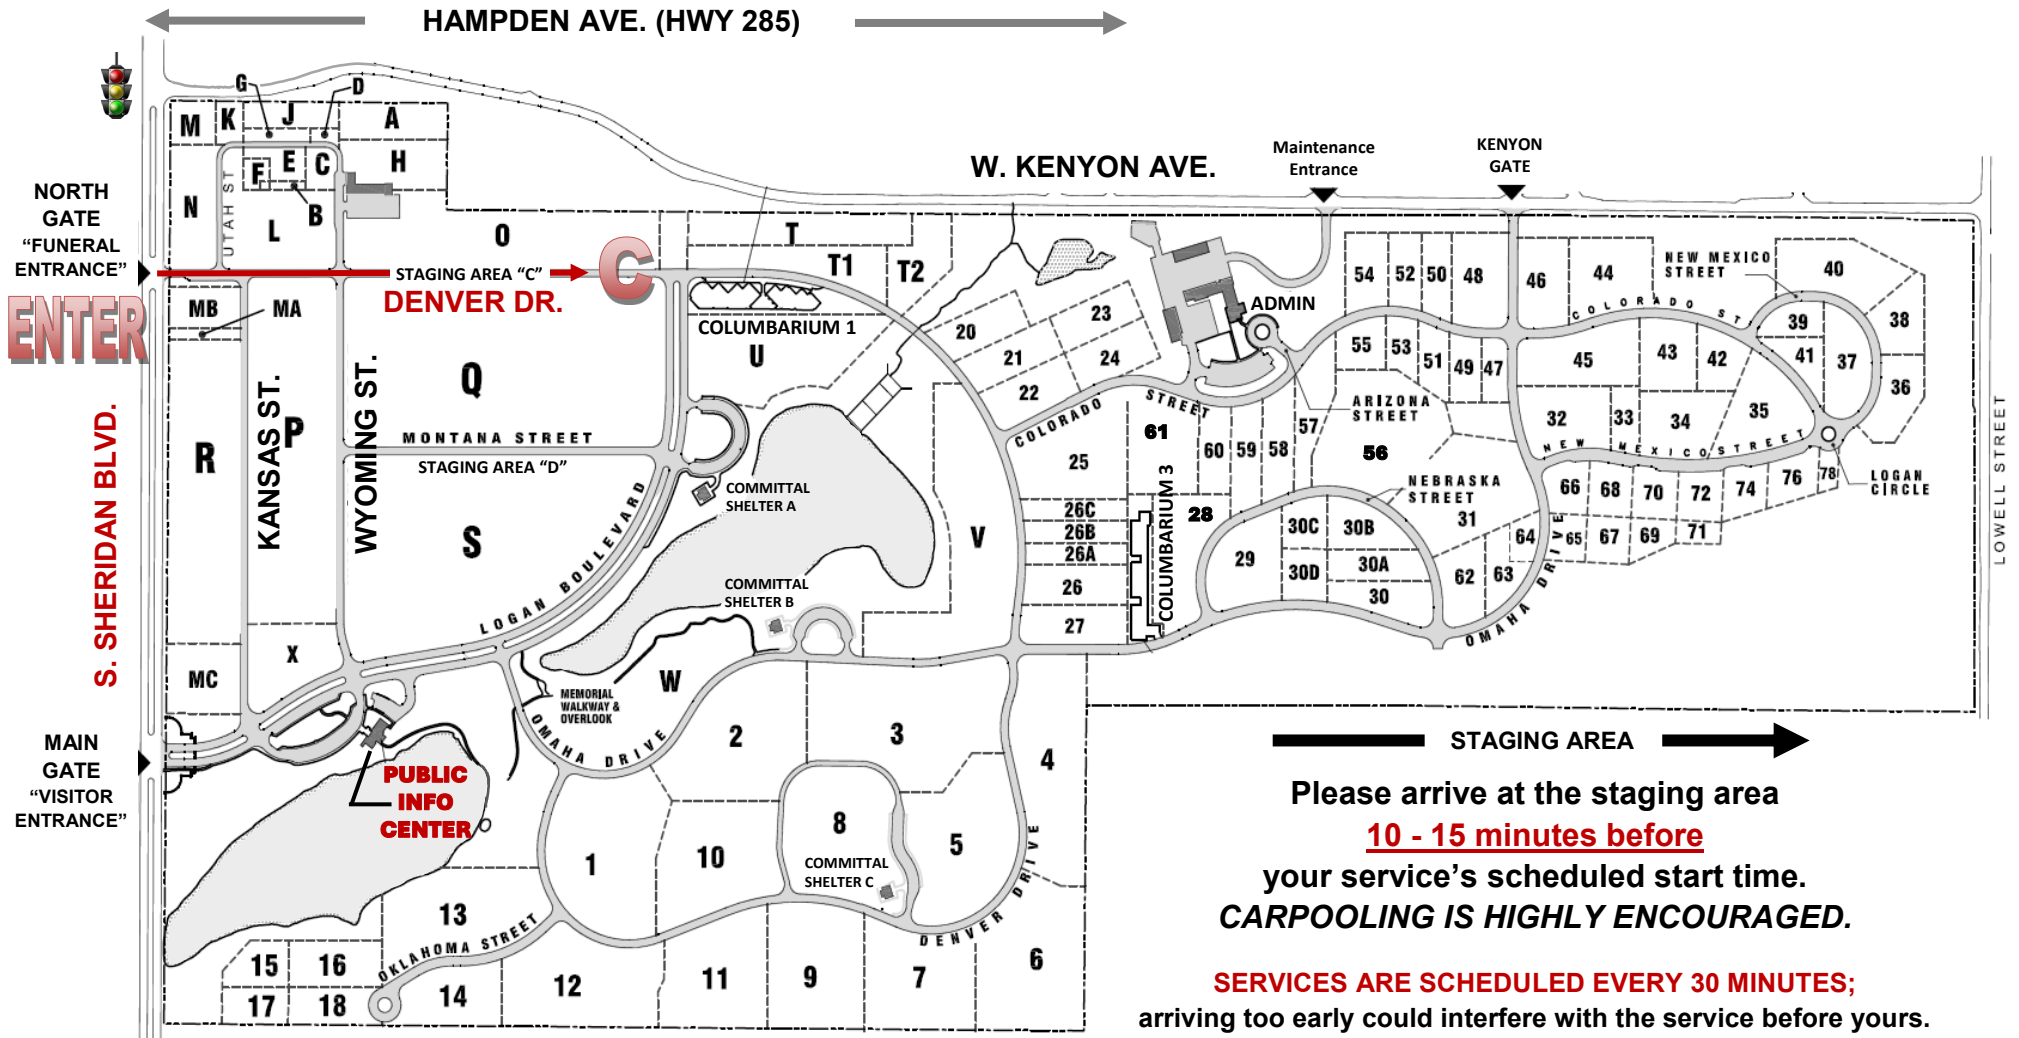 HAMPDEN AVE. (HWY 285)
G
D
M
K
J
A
F
E
C
H
N
UTAH ST
B
L
O
W. KENYON AVE.
Maintenance
Entrance
KENYON
GATE
NORTH
GATE
“FUNERAL
ENTRANCE”
ENTER
STAGING AREA “C”
C
DENVER DR.
T
T1
T2
MB
MA
COLUMBARIUM 1
U
Q
R
P
KANSAS ST.
WYOMING ST.
S. SHERIDAN BLVD.
MONTANA STREET
STAGING AREA “D”
S
LOGAN BOULEVARD
COMMITTAL
SHELTER A
COMMITTAL
SHELTER B
V
X
MC
W
MEMORIAL
WALKWAY &
OVERLOOK
OMAHA DRIVE
MAIN
GATE
“VISITOR
ENTRANCE”
PUBLIC
INFO
CENTER
20
21
22
23
24
COLORADO STREET
ADMIN
ARIZONA
STREET
54
52
50
48
46
44
NEW MEXICO
STREET
40
COLORADO ST.
39
38
55
53
51
49
47
45
43
42
41
37
36
32
33
34
35
NEW MEXICO STREET
LOGAN
CIRCLE
LOWELL STREET
61
60
59
58
57
56
25
26C
26B
26A
26
27
COLUMBARIUM 3
28
NEBRASKA
STREET
29
30C
30B
30A
30D
30
31
62
63
64
65
66
68
70
72
74
76
78
67
69
71
OMAHA DRIVE
2
3
4
8
5
1
10
COMMITTAL
SHELTER C
DENVER DRIVE
13
OKLAHOMA STREET
15
16
17
18
14
12
11
9
7
6
STAGING AREA
Please arrive at the staging area
10 - 15 minutes before
your service’s scheduled start time.
CARPOOLING IS HIGHLY ENCOURAGED.
SERVICES ARE SCHEDULED EVERY 30 MINUTES;
arriving too early could interfere with the service before yours.